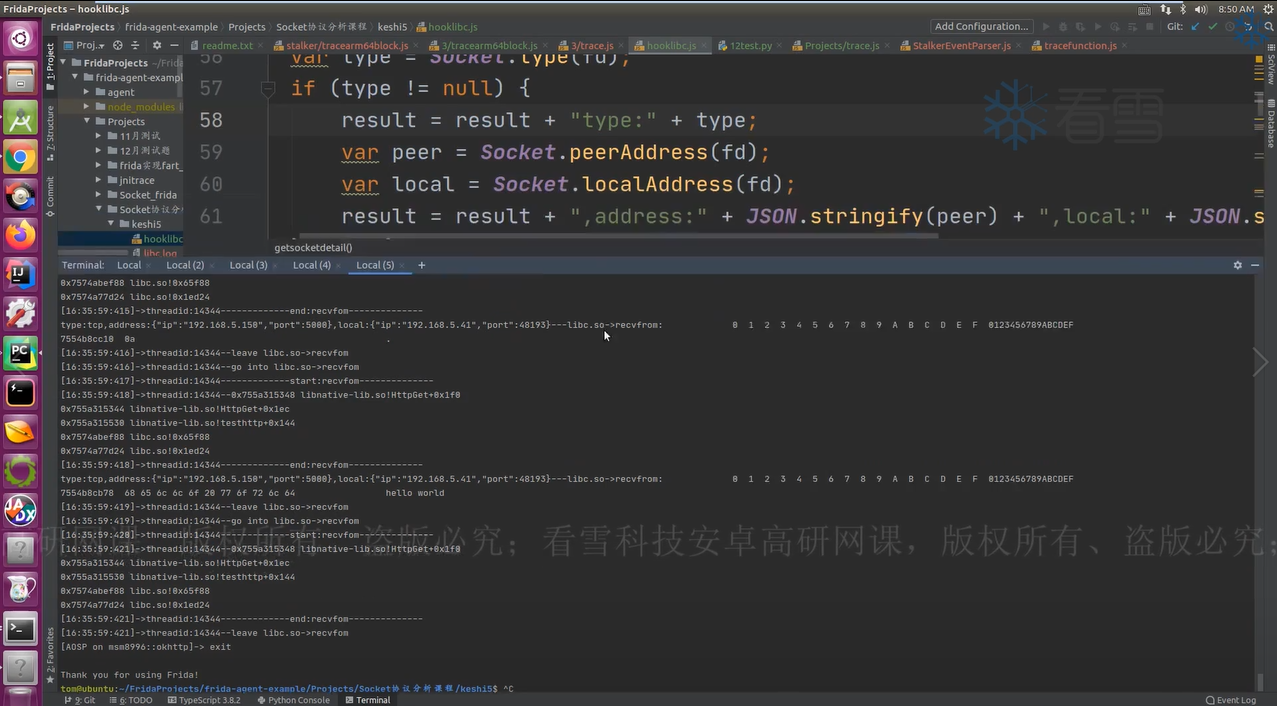 FridaProjects – hooklibc.js
8:50 AM
FridaProjects frida-agent-example Projects Socket协议分析课程 keshi5 hooklibc.js
Add Configuration...
Git:
Proj..
readme.txt
stalker/tracearm64block.js
3/tracearm64block.js
3/trace.js
hooklibc.js
12test.py
Projects/trace.js
StalkerEventParser.js
tracefunction.js
1: Project
7: Structure
Commit
2: Favorites
SciView
Database
FridaProjects ~/Frid
frida-agent-exampl
agent
node_modules li
Projects
11月测试
12月测试题
frida实现fart_
jnitrace
Socket_frida
Socket协议分
keshi5
hooklibc
libc.log
56 var type = Socket.type(fd);
57 if (type != null) {
58 result = result + "type:" + type;
59 var peer = Socket.peerAddress(fd);
60 var local = Socket.localAddress(fd);
61 result = result + ",address:" + JSON.stringify(peer) + ",local:" + JSON.s
看雪
getsocketdetail()
Terminal: Local Local (2) Local (3) Local (4) Local (5) +
0x7574abef88 libc.so!0x65f88
0x7574a77d24 libc.so!0x1ed24
[16:35:59:415]->threadid:14344-------------end:recvfom--------------
type:tcp,address:{"ip":"192.168.5.150","port":5000},local:{"ip":"192.168.5.41","port":48193}---libc.so->recvfrom: 0 1 2 3 4 5 6 7 8 9 A B C D E F 0123456789ABCDEF
7554b8cc10 0a .
[16:35:59:416]->threadid:14344--leave libc.so->recvfom
[16:35:59:416]->threadid:14344--go into libc.so->recvfom
[16:35:59:417]->threadid:14344-------------start:recvfom--------------
[16:35:59:418]->threadid:14344--0x755a315348 libnative-lib.so!HttpGet+0x1f0
0x755a315344 libnative-lib.so!HttpGet+0x1ec
0x755a315530 libnative-lib.so!testhttp+0x144
0x7574abef88 libc.so!0x65f88
0x7574a77d24 libc.so!0x1ed24
[16:35:59:418]->threadid:14344-------------end:recvfom--------------
type:tcp,address:{"ip":"192.168.5.150","port":5000},local:{"ip":"192.168.5.41","port":48193}---libc.so->recvfrom: 0 1 2 3 4 5 6 7 8 9 A B C D E F 0123456789ABCDEF
7554b8cb78 68 65 6c 6c 6f 20 77 6f 72 6c 64 hello world
[16:35:59:419]->threadid:14344--leave libc.so->recvfom
[16:35:59:419]->threadid:14344--go into libc.so->recvfom
[16:35:59:420]->threadid:14344-------------start:recvfom--------------
[16:35:59:421]->threadid:14344--0x755a315348 libnative-lib.so!HttpGet+0x1f0
研网课，版权所有、盗版必究；看雪科技安卓高研网课，版权所有、盗版必究；
0x755a315344 libnative-lib.so!HttpGet+0x1ec
0x755a315530 libnative-lib.so!testhttp+0x144
0x7574abef88 libc.so!0x65f88
0x7574a77d24 libc.so!0x1ed24
[16:35:59:421]->threadid:14344-------------end:recvfom--------------
[16:35:59:421]->threadid:14344--leave libc.so->recvfom
[AOSP on msm8996::okhttp]-> exit
Thank you for using Frida!
tom@ubuntu:~/FridaProjects/frida-agent-example/Projects/Socket协议分析课程/keshi5$ ^C
9: Git 6: TODO TypeScript 3.8.2 Python Console Terminal Event Log